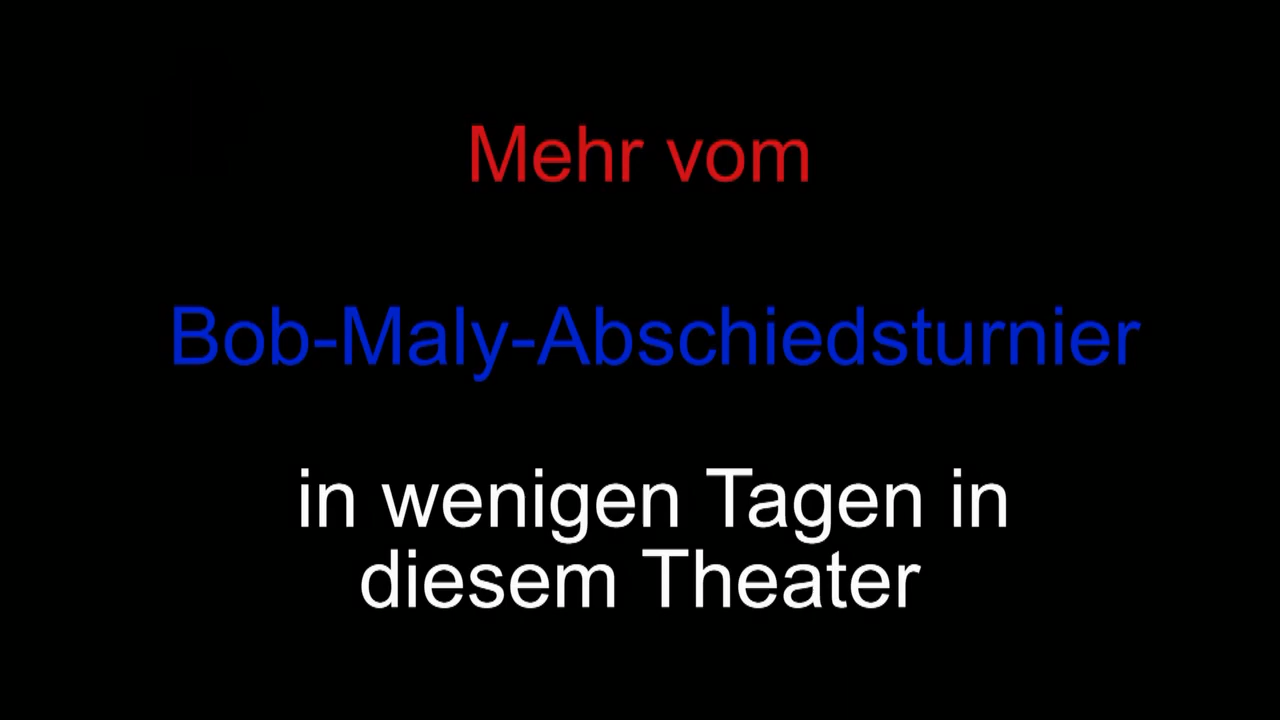 Mehr vom
Bob-Maly-Abschiedsturnier
in wenigen Tagen in
diesem Theater